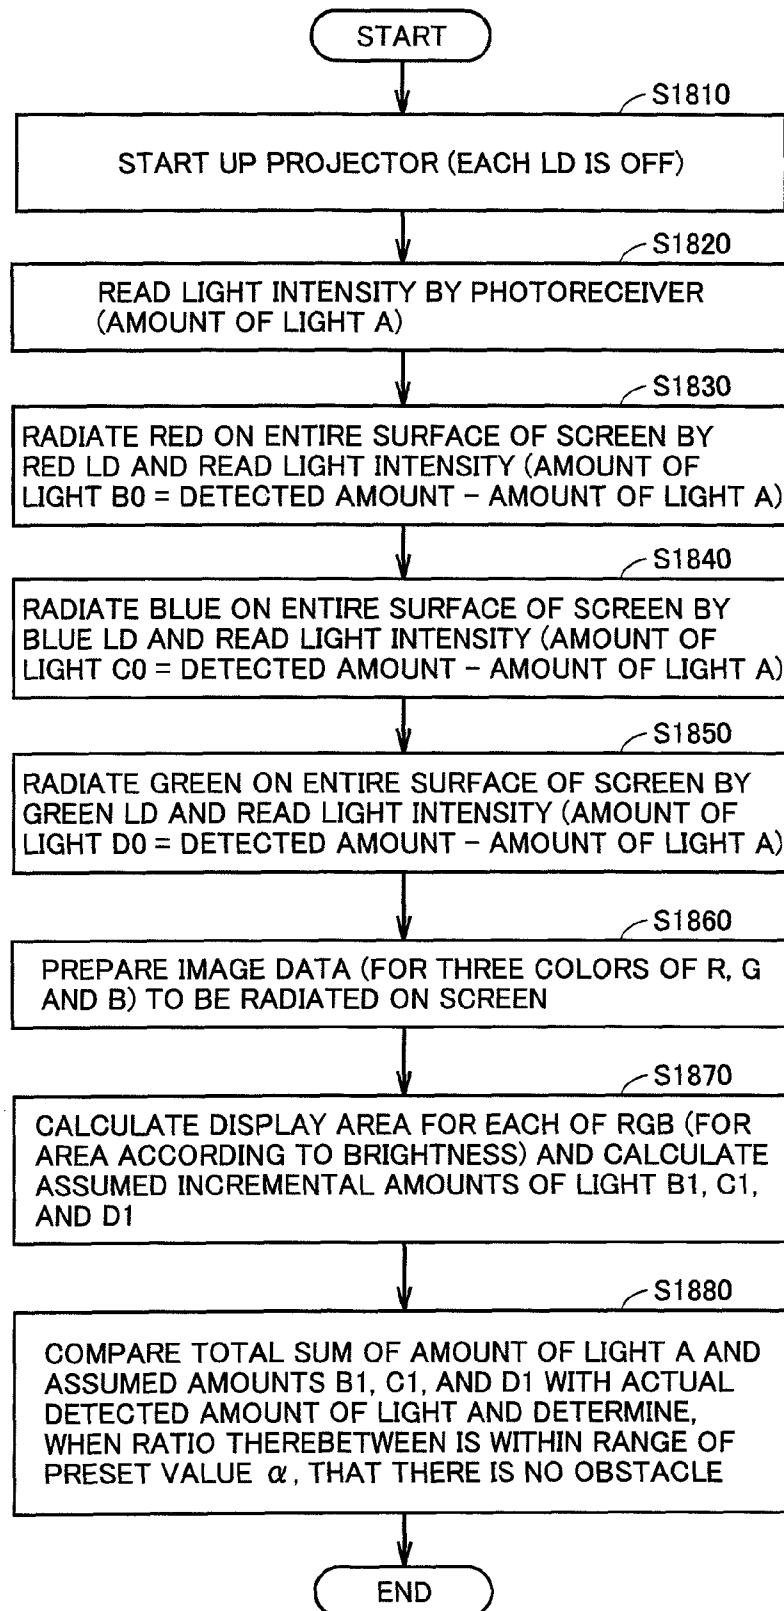 START
S1810
START UP PROJECTOR (EACH LD IS OFF)
S1820
READ LIGHT INTENSITY BY PHOTORECEIVER
(AMOUNT OF LIGHT A)
S1830
RADIATE RED ON ENTIRE SURFACE OF SCREEN BY
RED LD AND READ LIGHT INTENSITY (AMOUNT OF
LIGHT B0 = DETECTED AMOUNT - AMOUNT OF LIGHT A)
S1840
RADIATE BLUE ON ENTIRE SURFACE OF SCREEN BY
BLUE LD AND READ LIGHT INTENSITY (AMOUNT OF
LIGHT C0 = DETECTED AMOUNT - AMOUNT OF LIGHT A)
S1850
RADIATE GREEN ON ENTIRE SURFACE OF SCREEN BY
GREEN LD AND READ LIGHT INTENSITY (AMOUNT OF
LIGHT D0 = DETECTED AMOUNT - AMOUNT OF LIGHT A)
S1860
PREPARE IMAGE DATA (FOR THREE COLORS OF R, G
AND B) TO BE RADIATED ON SCREEN
S1870
CALCULATE DISPLAY AREA FOR EACH OF RGB (FOR
AREA ACCORDING TO BRIGHTNESS) AND CALCULATE
ASSUMED INCREMENTAL AMOUNTS OF LIGHT B1, C1,
AND D1
S1880
COMPARE TOTAL SUM OF AMOUNT OF LIGHT A AND
ASSUMED AMOUNTS B1, C1, AND D1 WITH ACTUAL
DETECTED AMOUNT OF LIGHT AND DETERMINE,
WHEN RATIO THEREBETWEEN IS WITHIN RANGE OF
PRESET VALUE α, THAT THERE IS NO OBSTACLE
END